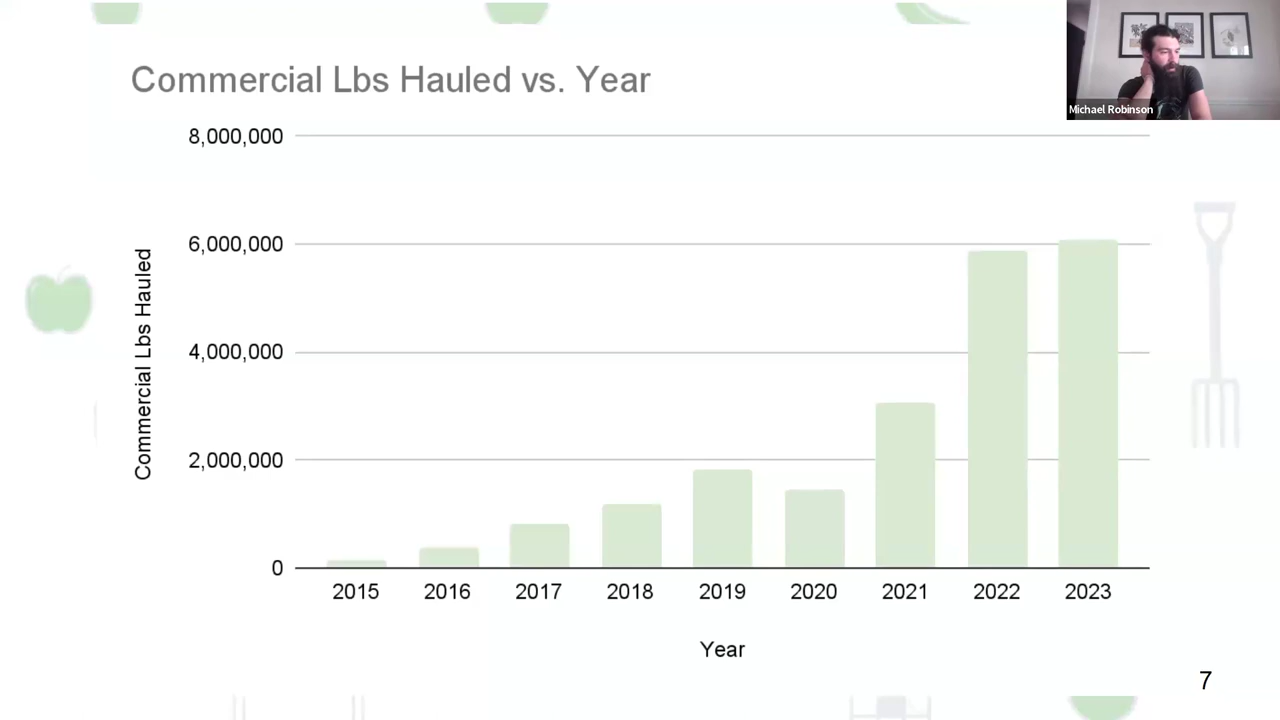 Commercial Lbs Hauled vs. Year
Michael Robinson
8,000,000
6,000,000
4,000,000
2,000,000
0
Commercial Lbs Hauled
2015 2016 2017 2018 2019 2020 2021 2022 2023
Year
7